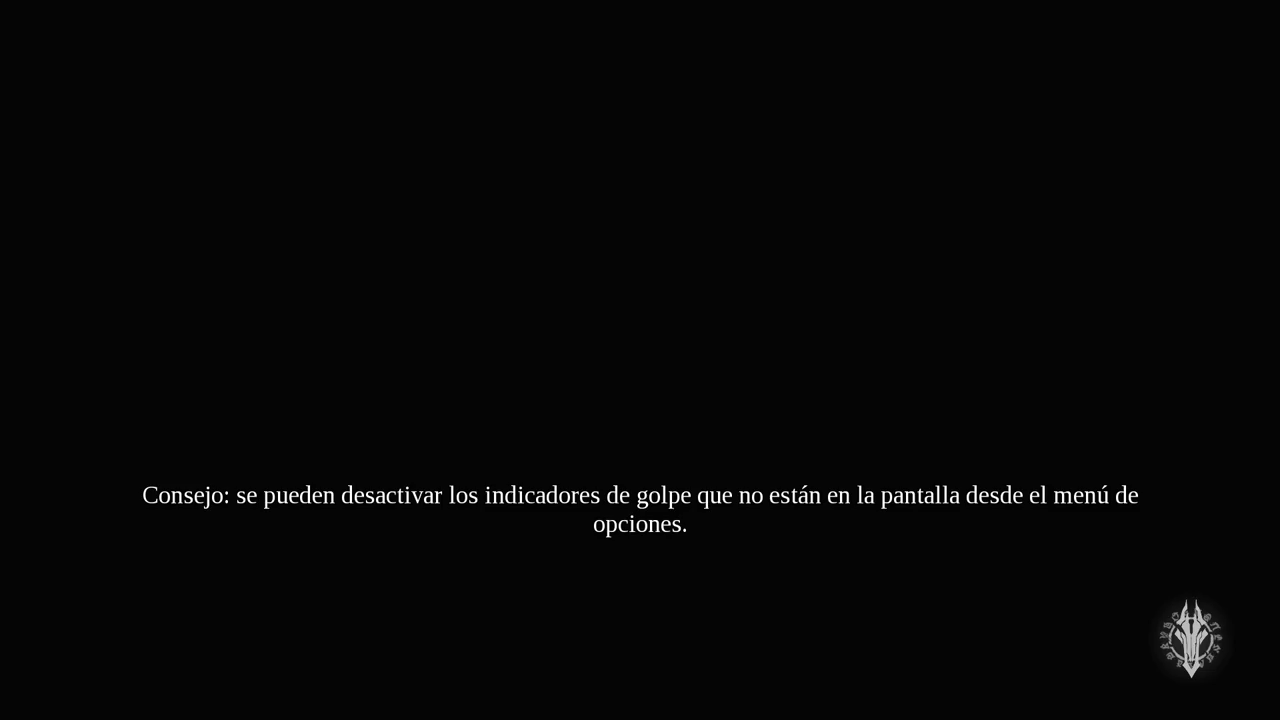 Consejo: se pueden desactivar los indicadores de golpe que no están en la pantalla desde el menú de
opciones.